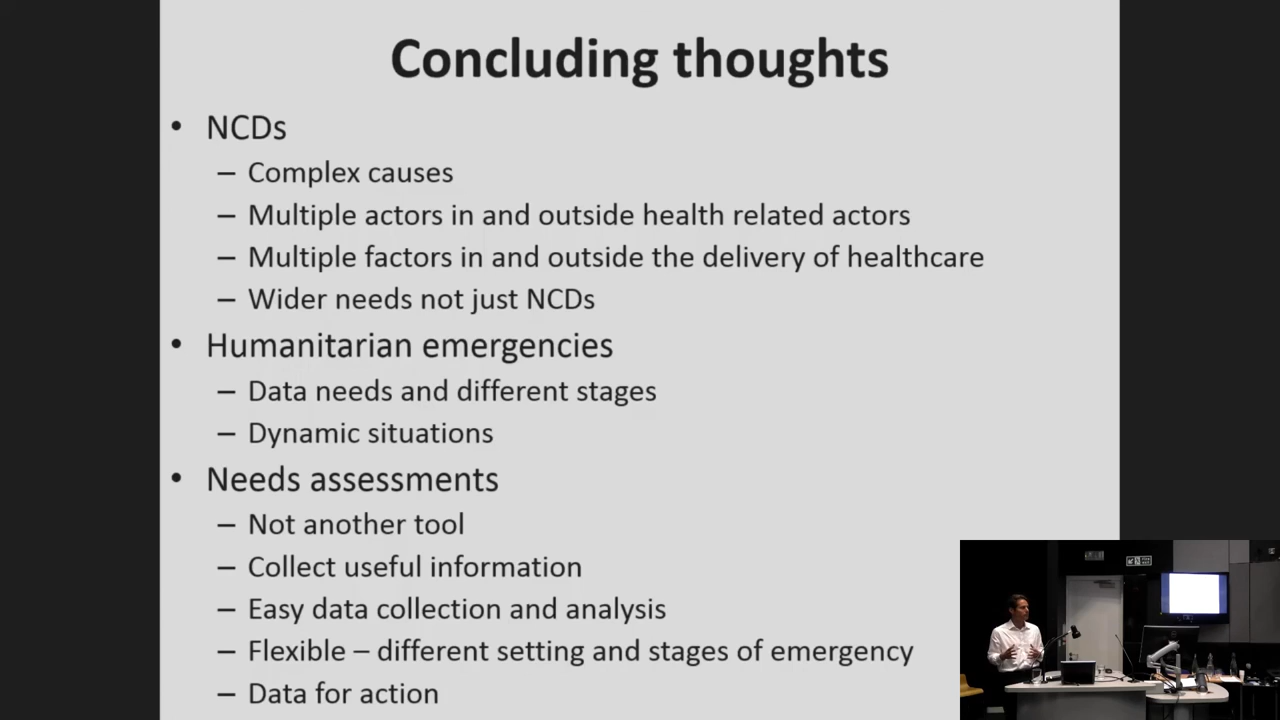 Concluding thoughts
• NCDs
– Complex causes
– Multiple actors in and outside health related actors
– Multiple factors in and outside the delivery of healthcare
– Wider needs not just NCDs
• Humanitarian emergencies
– Data needs and different stages
– Dynamic situations
• Needs assessments
– Not another tool
– Collect useful information
– Easy data collection and analysis
– Flexible – different setting and stages of emergency
– Data for action